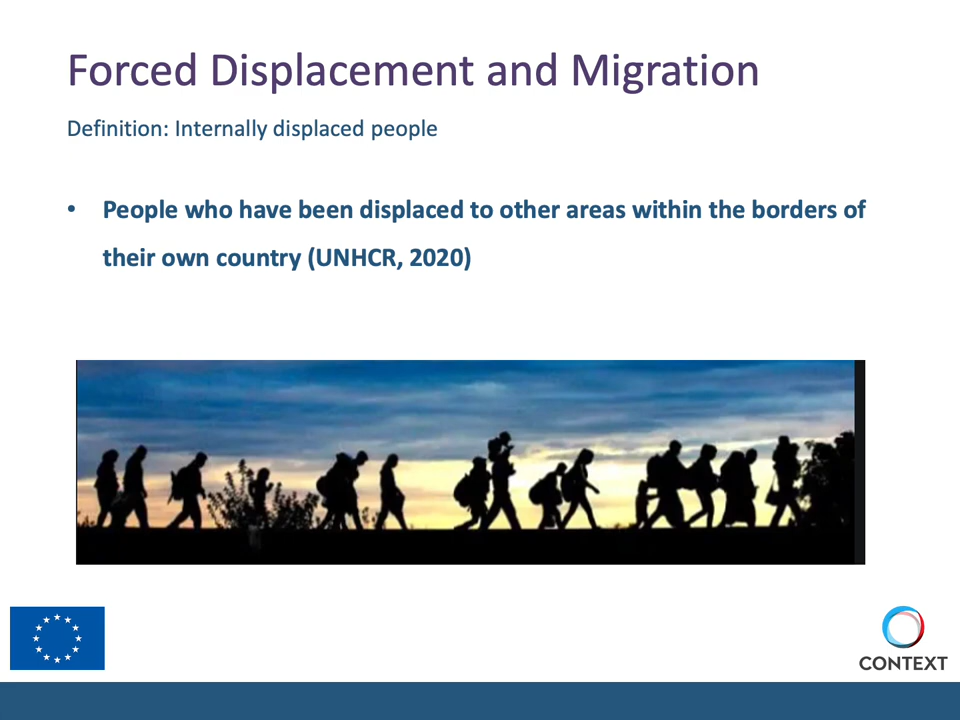 Forced Displacement and Migration
Definition: Internally displaced people
• People who have been displaced to other areas within the borders of
their own country (UNHCR, 2020)
CONTEXT